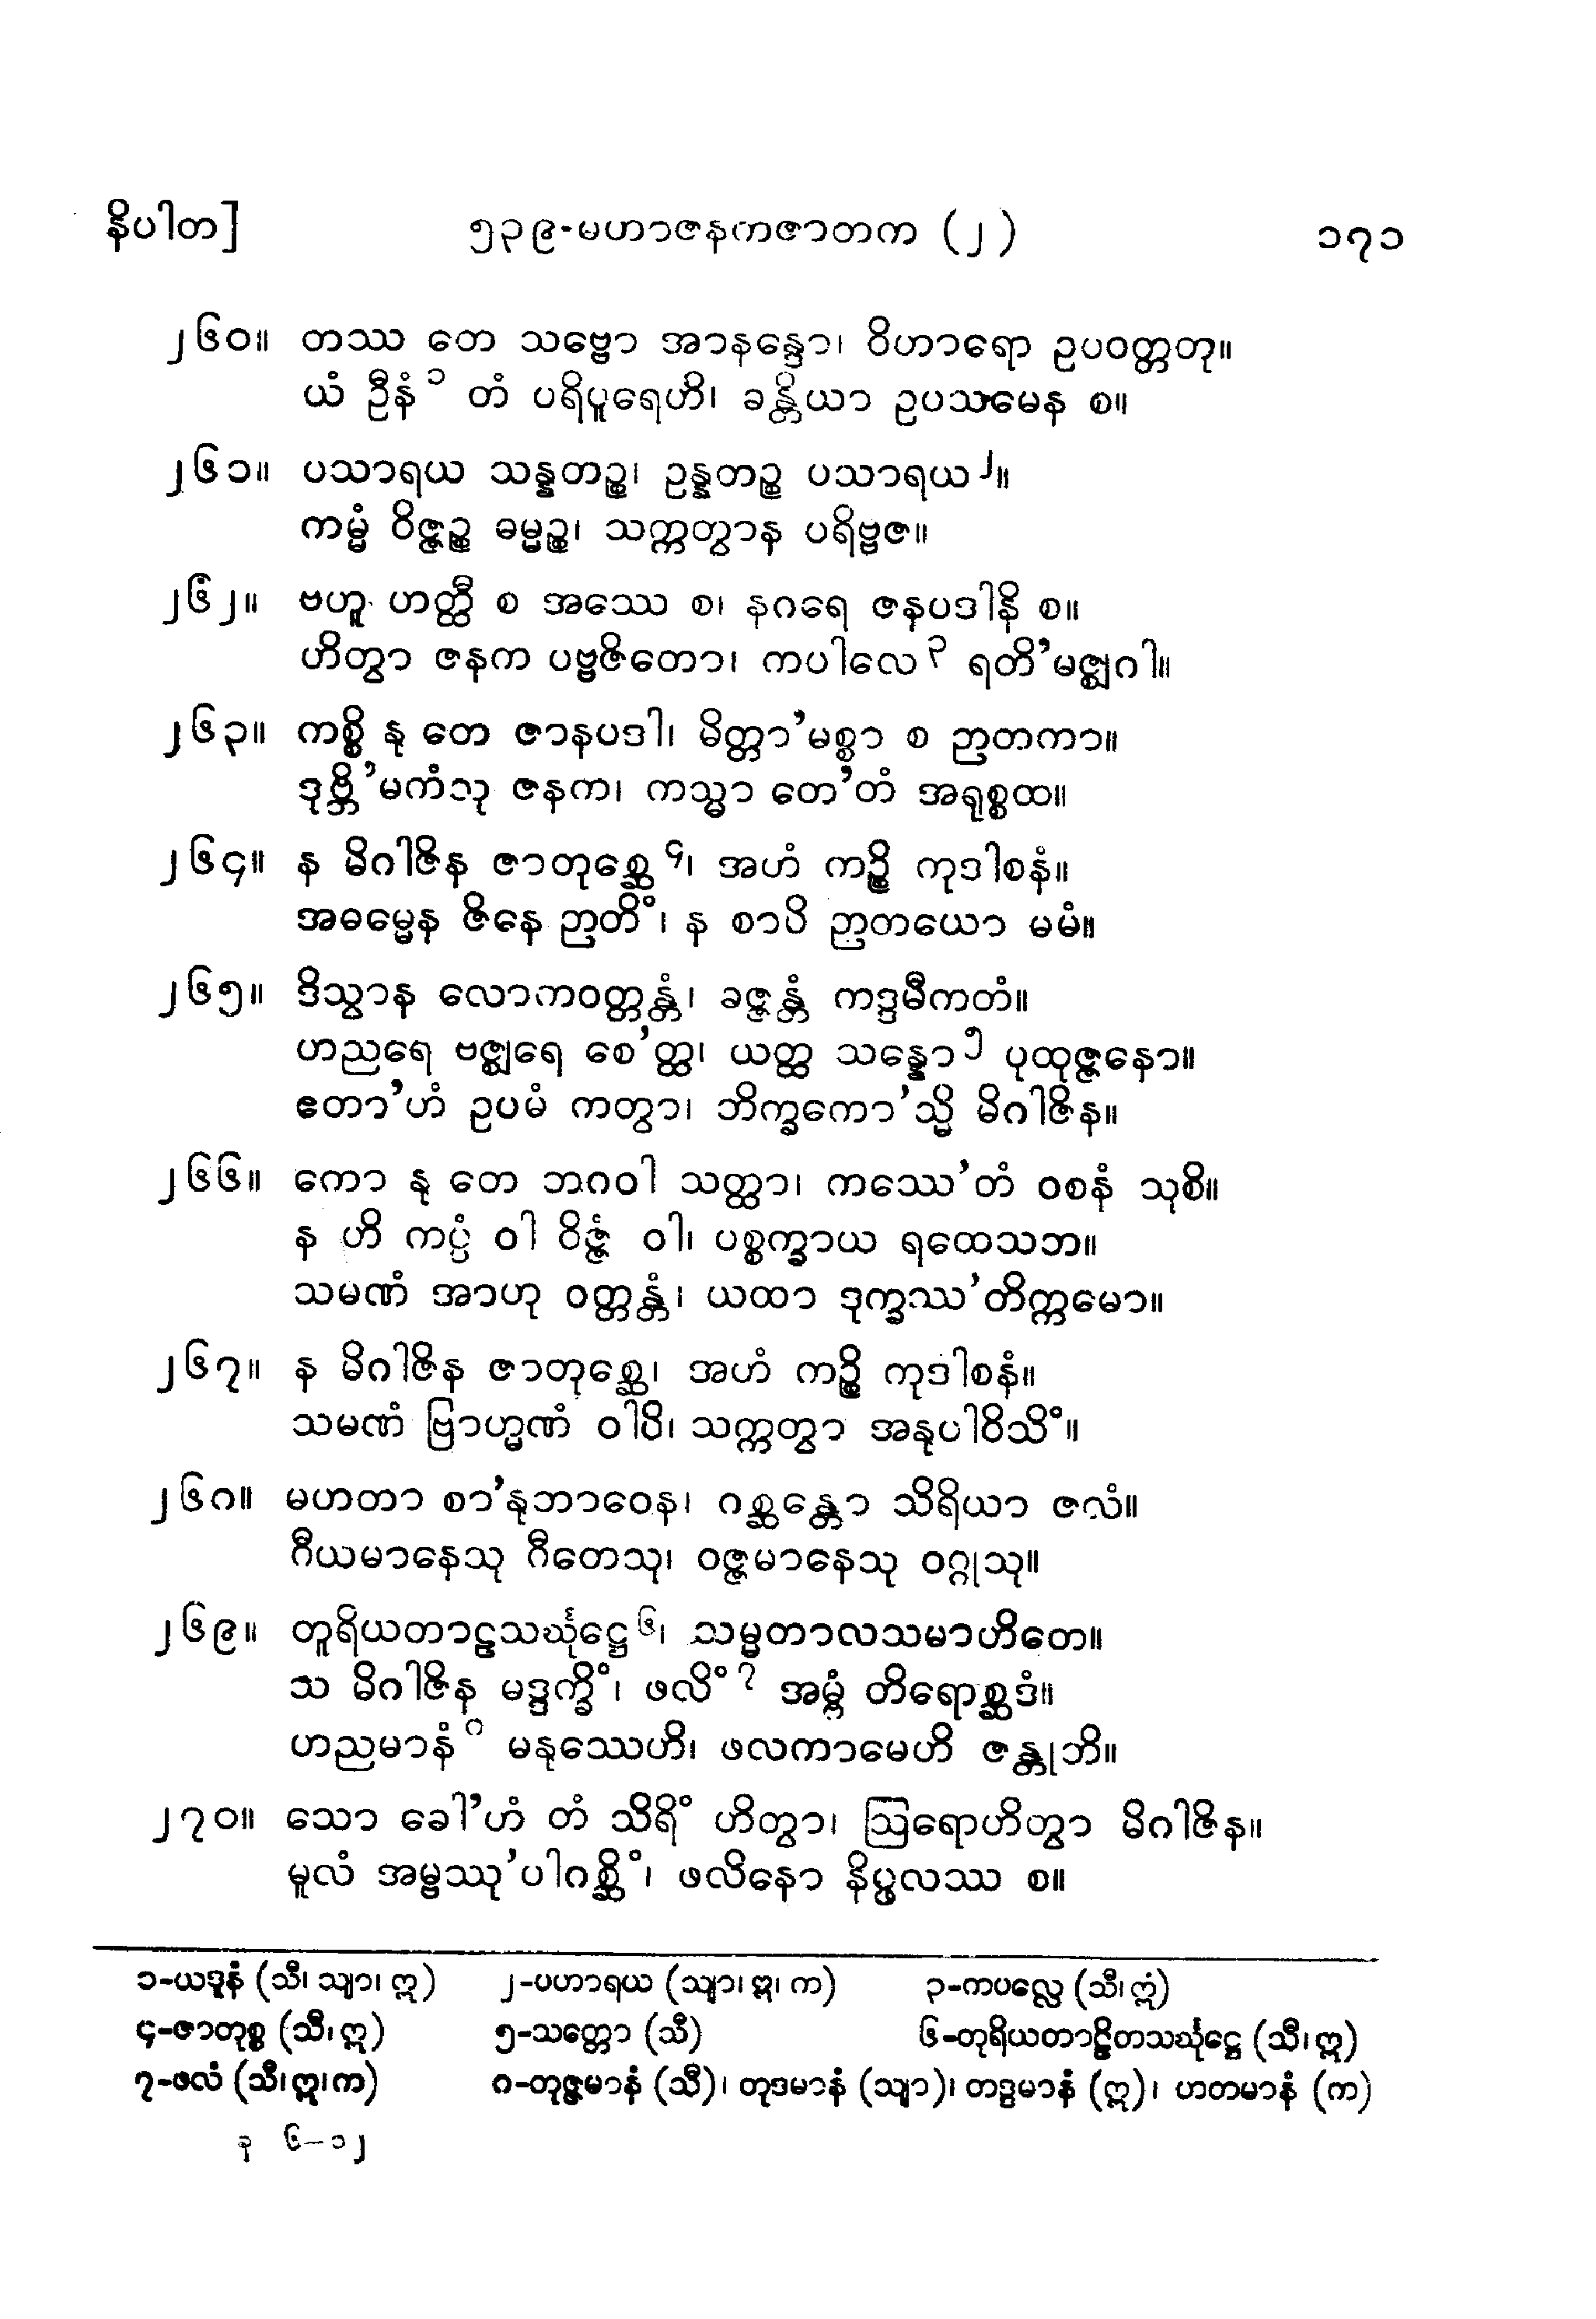 နိပါတ]
၅၃၉-မဟာဇနကဇာတက (၂)
၁၇၁
၂၆၀။ တဿ တေ သဗ္ဗော အာနန္ဒော၊ ဝိဟာရော ဥပဝတ္တတု။
ယံ ဦနံ ၁ တံ ပရိပူရေဟိ၊ ခန္တိယာ ဥပသမေန စ။
၂၆၁။ ပသာရယ သန္နတဉ္စ၊ ဥန္နတဉ္စ ပသာရယ ၂။
ကမ္မံ ဝိဇ္ဇဉ္စ ဓမ္မဉ္စ၊ သက္ကတွာန ပရိဗ္ဗဇ။
၂၆၂။ ဗဟူ ဟတ္ထီ စ အဿေ စ၊ နဂရေ ဇနပဒါနိ စ။
ဟိတွာ ဇနက ပဗ္ဗဇိတော၊ ကပါလေ ၃ ရတိ’မဇ္ဈဂါ။
၂၆၃။ ကစ္စိ နု တေ ဇာနပဒါ၊ မိတ္တာ’မစ္စာ စ ဉာတကာ။
ဒုဗ္ဘိ’မကံသု ဇနက၊ ကသ္မာ တေ’တံ အရုစ္စထ။
၂၆၄။ န မိဂါဇိန ဇာတုစ္ဆေ ၄၊ အဟံ ကဉ္စိ ကုဒါစနံ။
အဓမ္မေန ဇိနေ ဉာတိံ၊ န စာပိ ဉာတယော မမံ။
၂၆၅။ ဒိသွာန လောကဝတ္တန္တံ၊ ခဇ္ဇန္တံ ကဒ္ဒမီကတံ။
ဟညရေ ဗဇ္ဈရေ စေ’တ္ထ၊ ယတ္ထ သန္နော ၅ ပုထုဇ္ဇနော။
ဧတာ’ဟံ ဥပမံ ကတွာ၊ ဘိက္ခကော’သ္မိ မိဂါဇိန။
၂၆၆။ ကော နု တေ ဘဂဝါ သတ္ထာ၊ ကဿေ’တံ ဝစနံ သုစိ။
န ဟိ ကပ္ပံ ဝါ ဝိဇ္ဇံ ဝါ၊ ပစ္စက္ခာယ ရထေသဘ။
သမဏံ အာဟု ဝတ္တန္တံ၊ ယထာ ဒုက္ခဿ’တိက္ကမော။
၂၆၇။ န မိဂါဇိန ဇာတုစ္ဆေ၊ အဟံ ကဉ္စိ ကုဒါစနံ။
သမဏံ ဗြာဟ္မဏံ ဝါပိ၊ သက္ကတွာ အနုပါဝိသိံ။
၂၆၈။ မဟတာ စာ’နုဘာဝေန၊ ဂစ္ဆန္တော သိရိယာ ဇလံ။
ဂီယမာနေသု ဂီတေသု၊ ဝဇ္ဇမာနေသု ဝဂ္ဂုသု။
၂၆၉။ တူရိယတာဠသင်္ဃုဋ္ဌေ ၆၊ သမ္မတာလသမာဟိတေ။
သ မိဂါဇိန မဒ္ဒက္ခိံ၊ ဖလိံ ၇ အမ္ဗံ တိရောစ္ဆဒံ။
ဟညမာနံ ၈ မနုဿေဟိ၊ ဖလကာမေဟိ ဇန္တုဘိ။
၂၇၀။ သော ခေါ’ဟံ တံ သိရိံ ဟိတွာ၊ ဩရောဟိတွာ မိဂါဇိန။
မူလံ အမ္ဗဿု’ပါဂစ္ဆိံ၊ ဖလိနော နိပ္ဖလဿ စ။
၁-ယဒူနံ (သီ၊ သျာ၊ ဣ)
၂-ပဟာရယ (သျာ၊ ဣ၊ က)
၃-ကပလ္လေ (သီ၊ ဣံ)
၄-ဇာတုစ္စ (သီ၊ ဣ)
၅-သတ္တော (သီ)
၆-တုရိယတာဠိတသင်္ဃုဋ္ဌေ (သီ၊ ဣ)
၇-ဖလံ (သီ၊ ဣ၊ က)
၈-တုဇ္ဇမာနံ (သီ)၊ တုဒမာနံ (သျာ)၊ တဒ္ဒမာနံ (ဣ)၊ ဟတမာနံ (က)
န ၆–၁၂